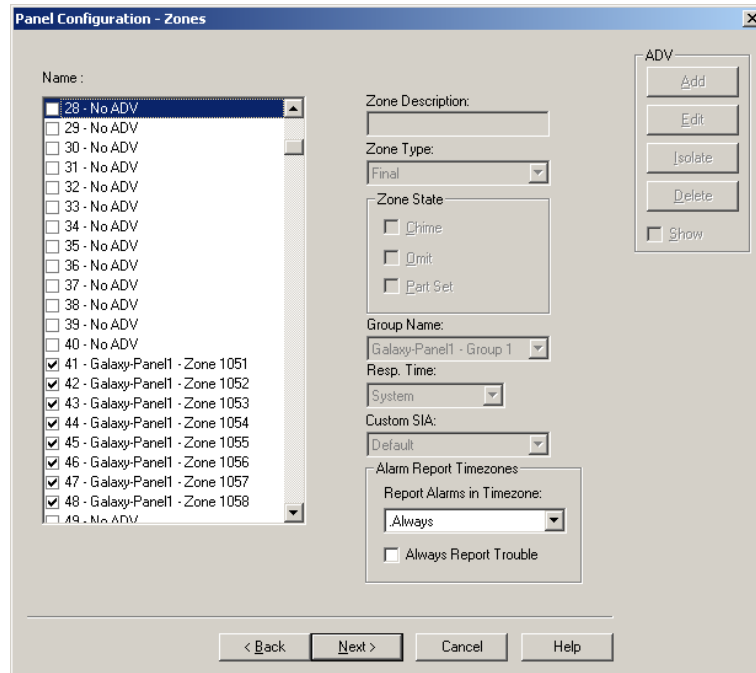 Panel Configuration - Zones
Name :
28 - No ADV
29 - No ADV
30 - No ADV
31 - No ADV
32 - No ADV
33 - No ADV
34 - No ADV
35 - No ADV
36 - No ADV
37 - No ADV
38 - No ADV
39 - No ADV
40 - No ADV
41 - Galaxy-Panel1 - Zone 1051
42 - Galaxy-Panel1 - Zone 1052
43 - Galaxy-Panel1 - Zone 1053
44 - Galaxy-Panel1 - Zone 1054
45 - Galaxy-Panel1 - Zone 1055
46 - Galaxy-Panel1 - Zone 1056
47 - Galaxy-Panel1 - Zone 1057
48 - Galaxy-Panel1 - Zone 1058
49 - No ADV
Zone Description:
Zone Type:
Final
Zone State
Chime
Omit
Part Set
Group Name:
Galaxy-Panel1 - Group 1
Resp. Time:
System
Custom SIA:
Default
Alarm Report Timezones
Report Alarms in Timezone:
.Always
Always Report Trouble
ADV
Add
Edit
Isolate
Delete
Show
< Back
Next >
Cancel
Help